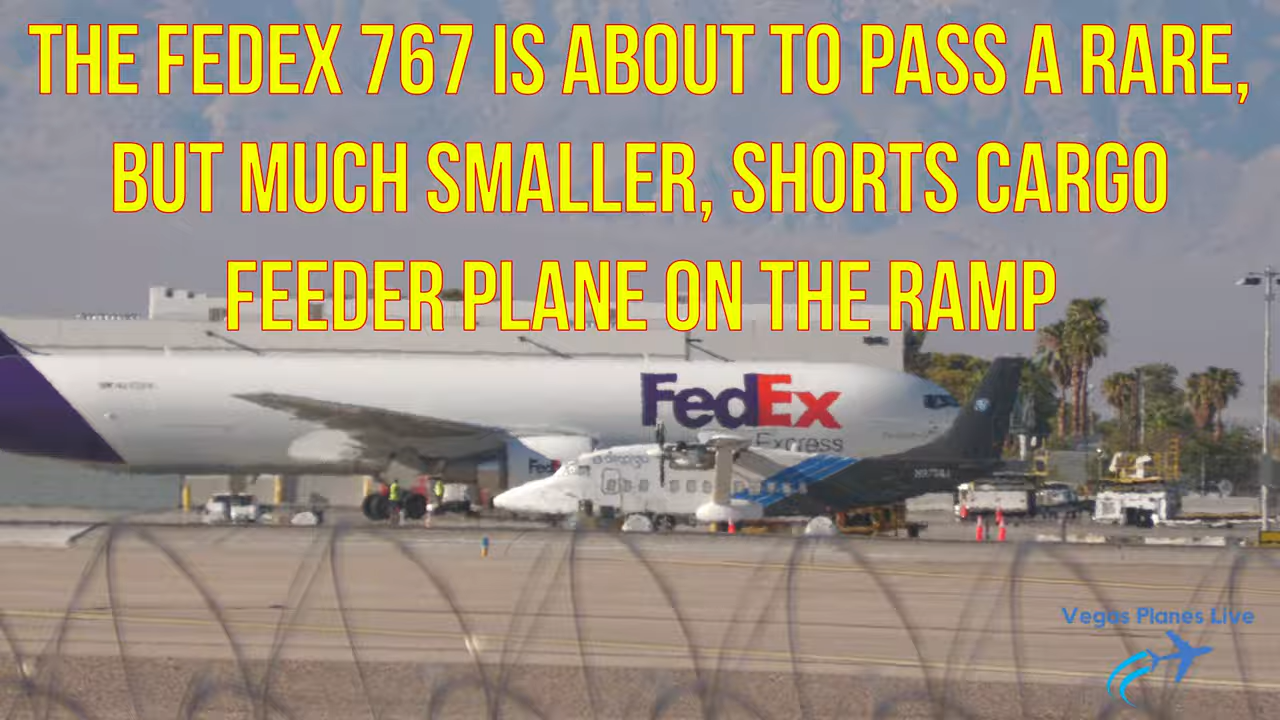 THE FEDEX 767 IS ABOUT TO PASS A RARE,
BUT MUCH SMALLER, SHORTS CARGO
FEEDER PLANE ON THE RAMP
FedEx
Express
Fed
Vegas Planes Live